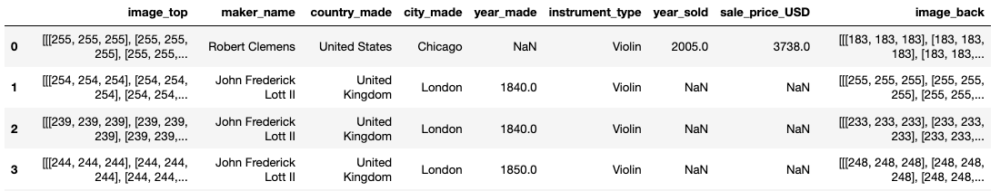 image_top maker_name country_made city_made year_made instrument_type year_sold sale_price_USD image_back
0 [[[255, 255, 255], [255, 255, 255], [255, 255,... Robert Clemens United States Chicago NaN Violin 2005.0 3738.0 [[[183, 183, 183], [183, 183, 183], [183, 183,...
1 [[[254, 254, 254], [254, 254, 254], [254, 254,... John Frederick Lott II United Kingdom London 1840.0 Violin NaN NaN [[[255, 255, 255], [255, 255, 255], [255, 255,...
2 [[[239, 239, 239], [239, 239, 239], [239, 239,... John Frederick Lott II United Kingdom London 1840.0 Violin NaN NaN [[[233, 233, 233], [233, 233, 233], [233, 233,...
3 [[[244, 244, 244], [244, 244, 244], [244, 244,... John Frederick Lott II United Kingdom London 1850.0 Violin NaN NaN [[[248, 248, 248], [248, 248, 248], [248, 248,...